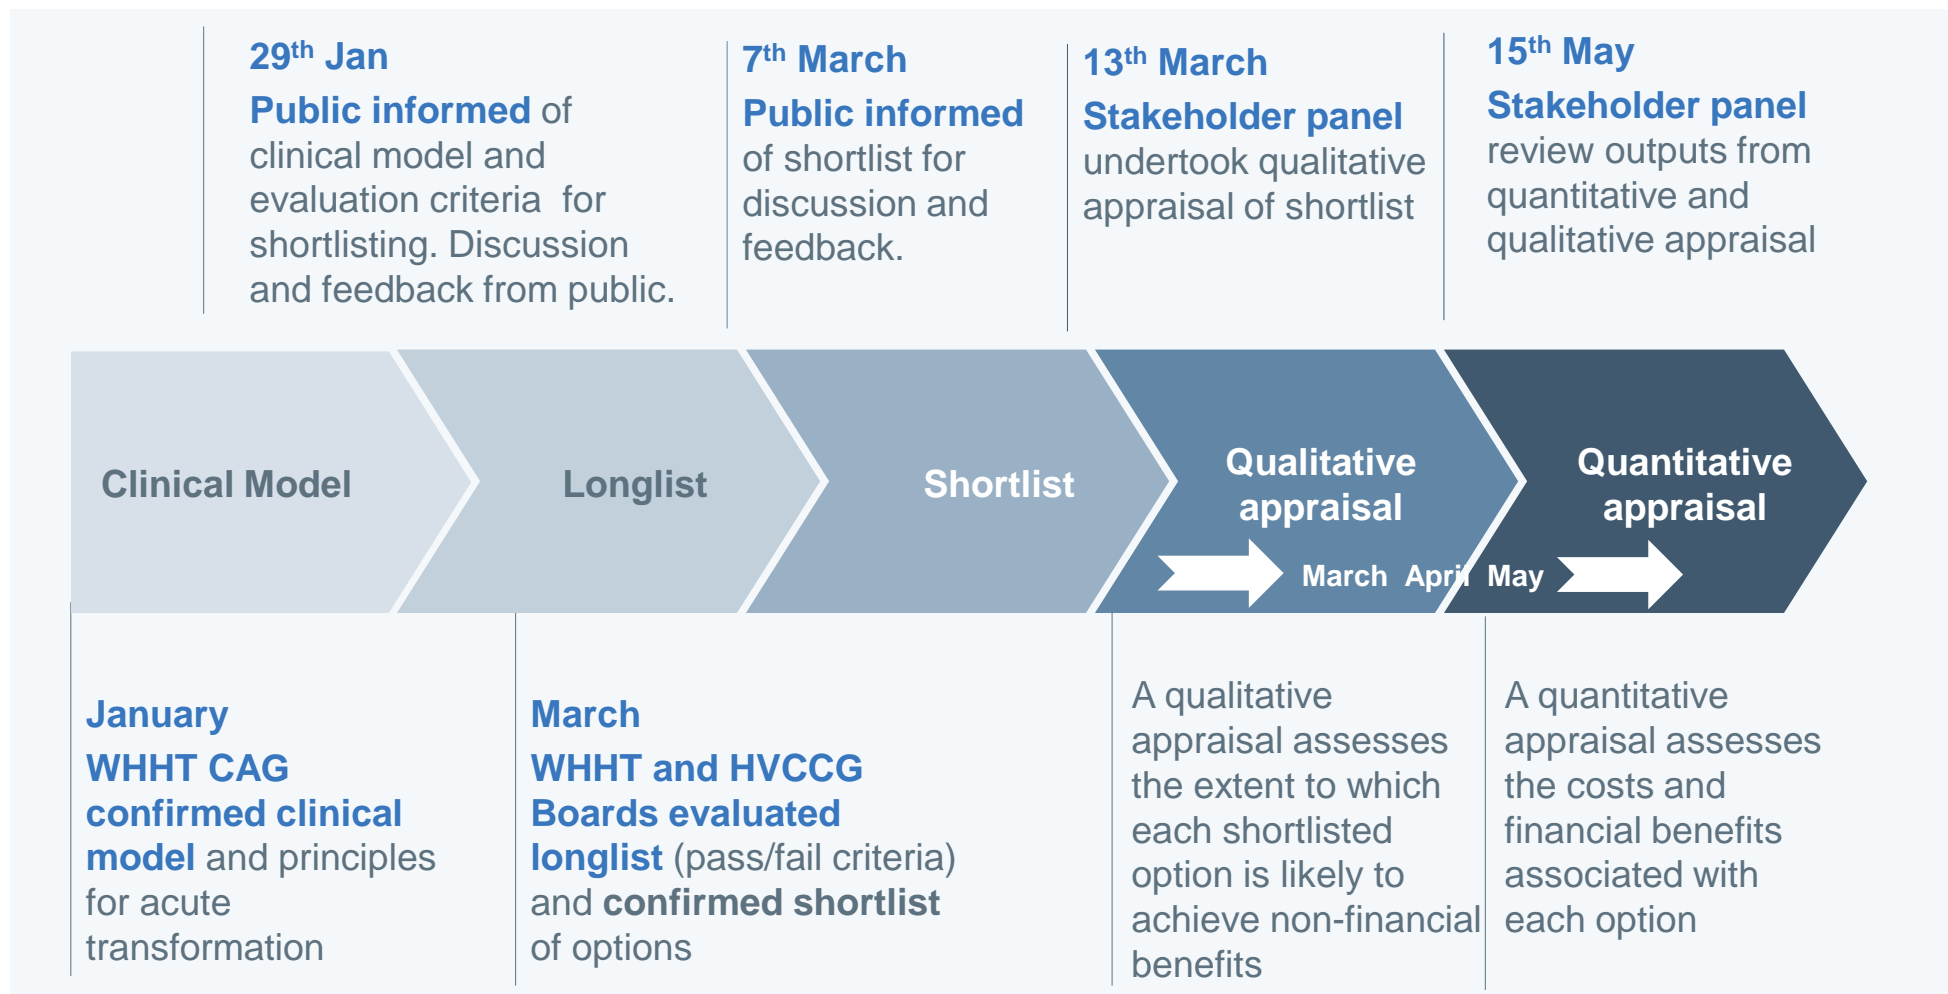 29th Jan
Public informed of
clinical model and
evaluation criteria  for
shortlisting. Discussion
and feedback from public.
7th March
Public informed
of shortlist for
discussion and
feedback.
13th March
Stakeholder panel
undertook qualitative
appraisal of shortlist
15th May
Stakeholder panel
review outputs from
quantitative and
qualitative appraisal
Clinical Model
Longlist
Shortlist
Qualitative
appraisal
Quantitative
appraisal
March  April  May
January
WHHT CAG
confirmed clinical
model and principles
for acute
transformation
March
WHHT and HVCCG
Boards evaluated
longlist (pass/fail criteria)
and confirmed shortlist
of options
A qualitative
appraisal assesses
the extent to which
each shortlisted
option is likely to
achieve non-financial
benefits
A quantitative
appraisal assesses
the costs and
financial benefits
associated with
each option